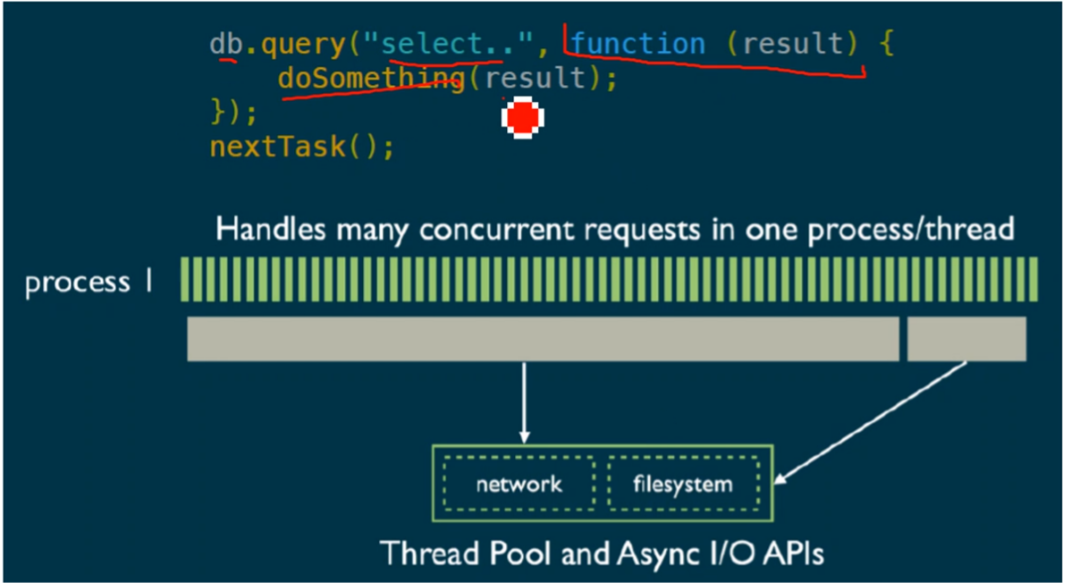 db.query("select..", function (result) {
doSomething(result);
});
nextTask();
Handles many concurrent requests in one process/thread
process 1
network
filesystem
Thread Pool and Async I/O APIs